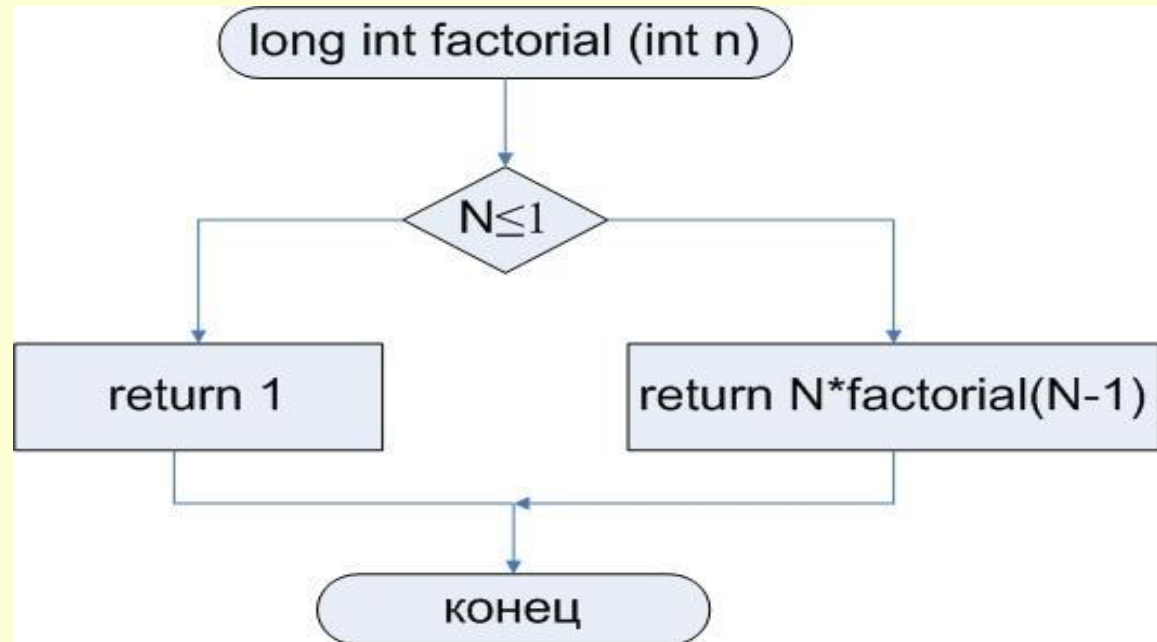 long int factorial (int n)
N≤1
return 1
return N*factorial(N-1)
конец